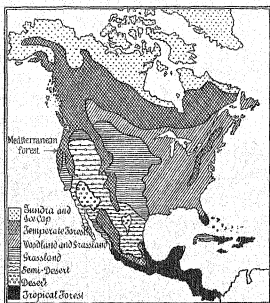 Mediterranean
forest
Tundra and
Ice Cap
Temperate Forest
Woodland and Grassland
Grassland
Semi-Desert
Desert
Tropical Forest